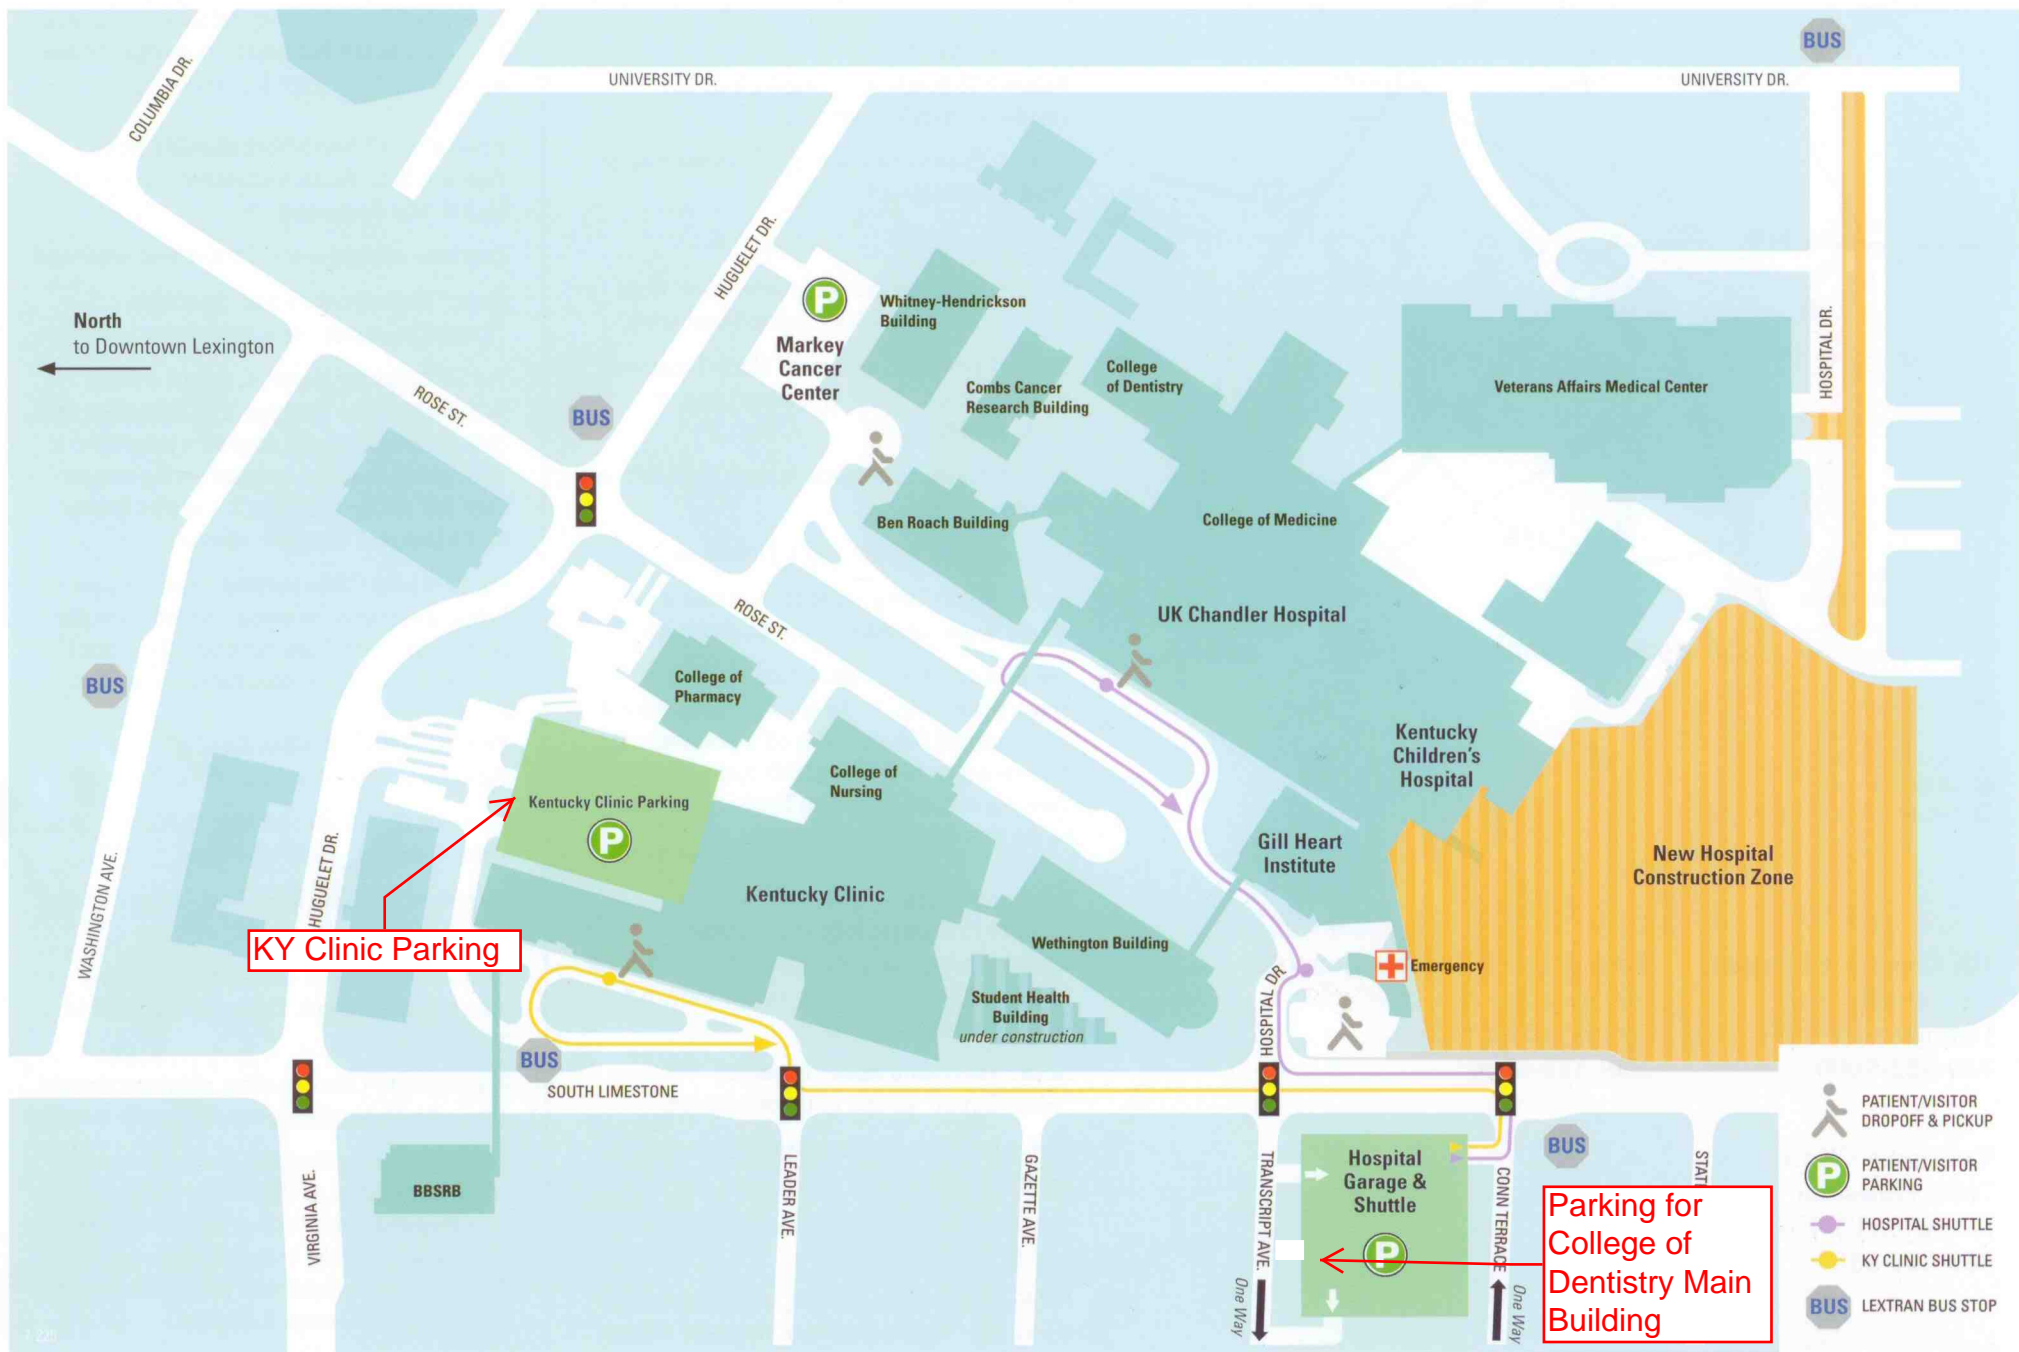 BUS
UNIVERSITY DR.
UNIVERSITY DR.
COLUMBIA DR.
HUGUELET DR.
P
Whitney-Hendrickson
Building
North
to Downtown Lexington
Markey
Cancer
Center
HOSPITAL DR.
College
of Dentistry
Combs Cancer
Research Building
Veterans Affairs Medical Center
ROSE ST.
BUS
Ben Roach Building
College of Medicine
ROSE ST.
UK Chandler Hospital
BUS
College of
Pharmacy
Kentucky
Children's
Hospital
College of
Nursing
Kentucky Clinic Parking
P
Gill Heart
Institute
New Hospital
Construction Zone
HUGUELET DR.
WASHINGTON AVE.
Kentucky Clinic
KY Clinic Parking
Wethington Building
Emergency
HOSPITAL DR
Student Health
Building
under construction
BUS
SOUTH LIMESTONE
PATIENT/VISITOR
DROPOFF & PICKUP
BUS
Hospital
Garage &
Shuttle
P
P
PATIENT/VISITOR
PARKING
BBSRB
VIRGINIA AVE.
LEADER AVE.
GAZETTE AVE.
TRANSCRIPT AVE.
CONN TERRACE
STAT
Parking for
College of
Dentistry Main
Building
HOSPITAL SHUTTLE
KY CLINIC SHUTTLE
BUS
LEXTRAN BUS STOP
One Way
One Way